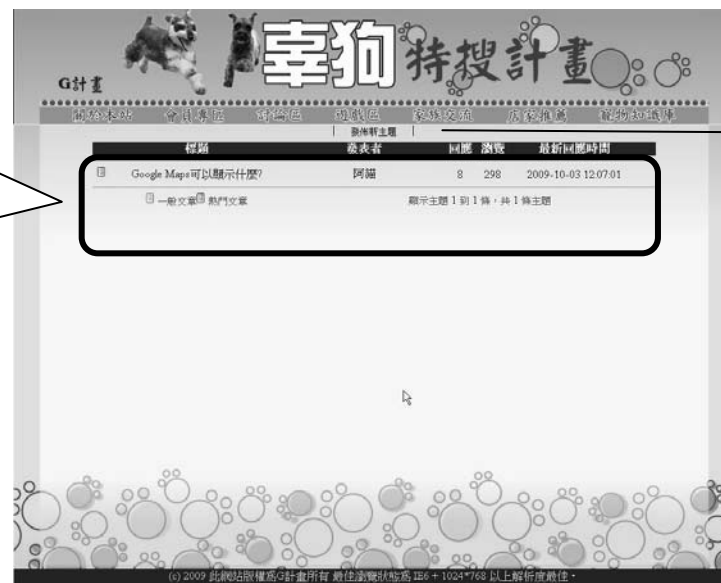 G計畫
辜狗特搜計畫
關於本站 會員專區 討論區 遊戲區 家族交流 店家推薦 寵物知識庫
| 發佈新主題 |
標題 發表者 回應 瀏覽 最新回應時間
Google Maps可以顯示什麼? 阿貓 8 298 2009-10-03 12:07:01
一般文章 熱門文章 顯示主題 1 到 1 條，共 1 條主題
(c) 2009 此網站版權為G計畫所有 最佳瀏覽狀態為 IE6 + 1024*768 以上解析度最佳。